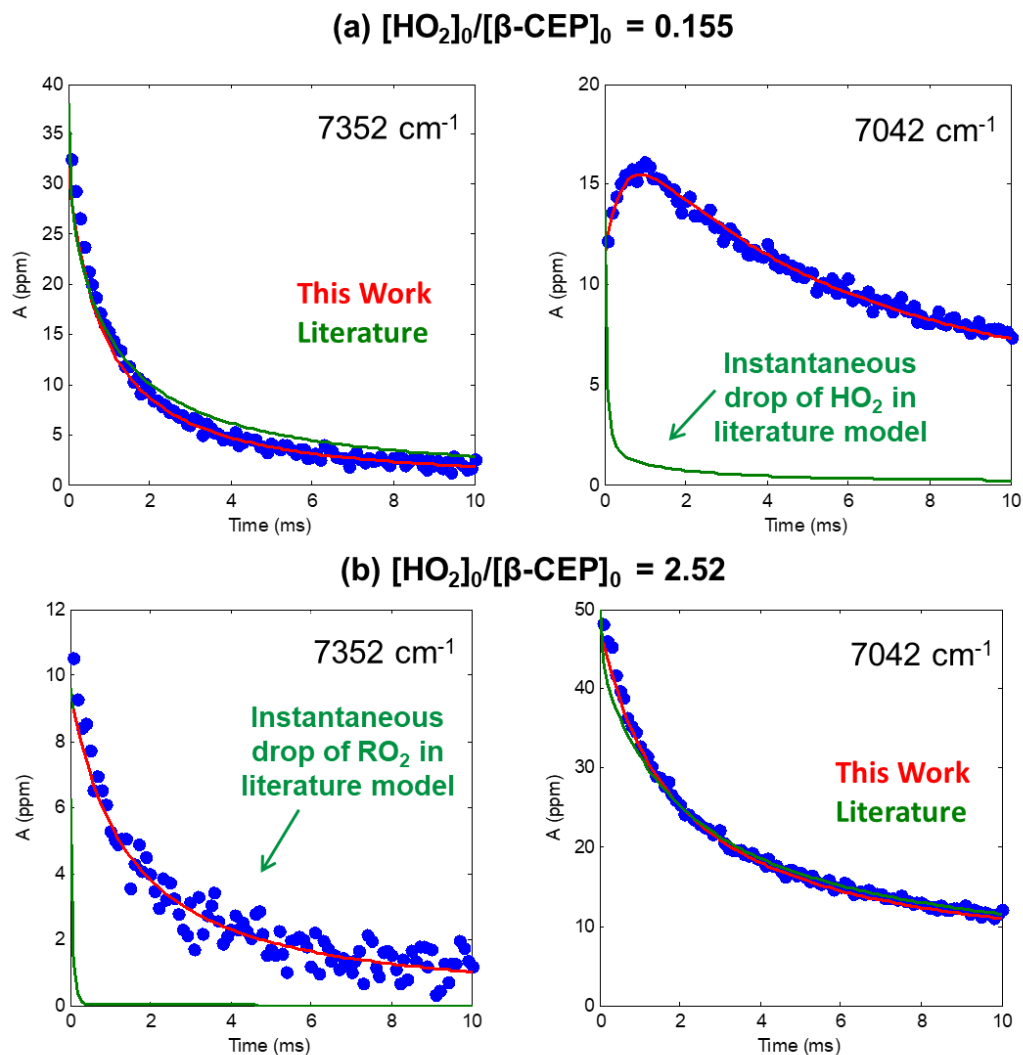 (a) [HO₂]₀/[β-CEP]₀ = 0.155
40
35
30
25
20
15
10
5
0
A (ppm)
7352 cm⁻¹
This Work
Literature
0 2 4 6 8 10
Time (ms)
20
15
10
5
0
A (ppm)
7042 cm⁻¹
Instantaneous
drop of HO₂ in
literature model
0 2 4 6 8 10
Time (ms)
(b) [HO₂]₀/[β-CEP]₀ = 2.52
12
10
8
6
4
2
0
A (ppm)
7352 cm⁻¹
Instantaneous
drop of RO₂ in
literature model
0 2 4 6 8 10
Time (ms)
50
40
30
20
10
0
A (ppm)
7042 cm⁻¹
This Work
Literature
0 2 4 6 8 10
Time (ms)